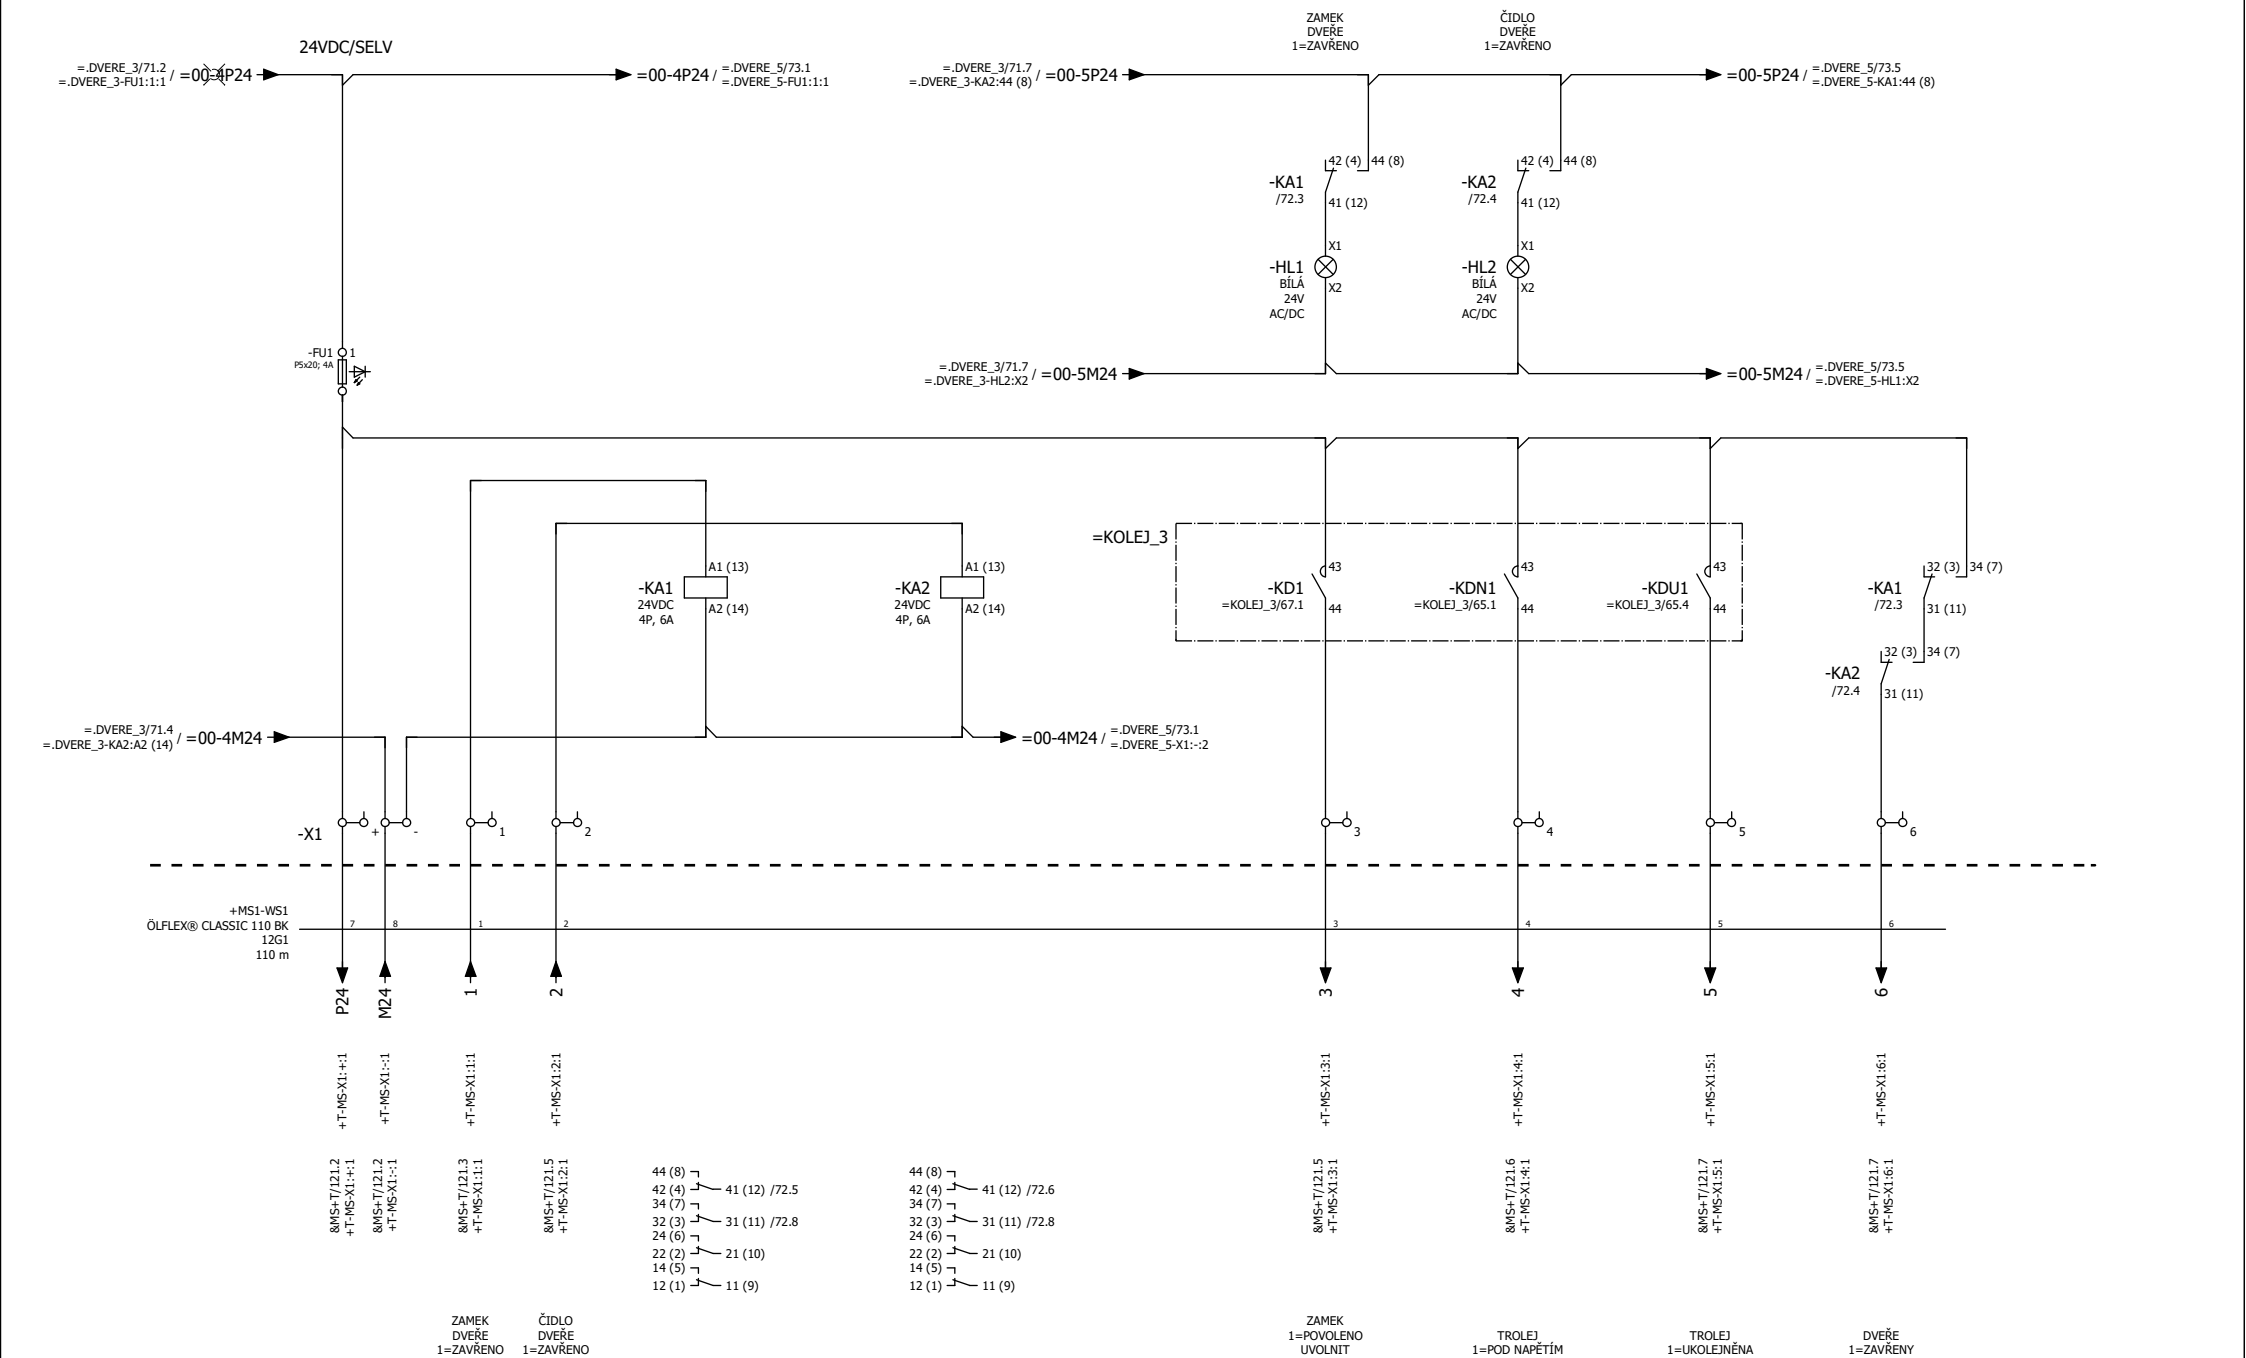 24VDC/SELV
=.DVERE_3/71.2
=.DVERE_3-FU1:1:1
/ =00-4P24
=00-4P24 /
=.DVERE_5/73.1
=.DVERE_5-FU1:1:1
=.DVERE_3/71.7
=.DVERE_3-KA2:44 (8)
/ =00-5P24
ZAMEK
DVEŘE
1=ZAVŘENO
ČIDLO
DVEŘE
1=ZAVŘENO
=00-5P24 /
=.DVERE_5/73.5
=.DVERE_5-KA1:44 (8)
42 (4)
44 (8)
-KA1
/72.3
41 (12)
42 (4)
44 (8)
-KA2
/72.4
41 (12)
X1
-HL1
BÍLÁ
24V
AC/DC
X2
X1
-HL2
BÍLÁ
24V
AC/DC
X2
-FU1
1
P5x20; 4A
=.DVERE_3/71.7
=.DVERE_3-HL2:X2
/ =00-5M24
=00-5M24 /
=.DVERE_5/73.5
=.DVERE_5-HL1:X2
=KOLEJ_3
A1 (13)
-KA1
24VDC
4P, 6A
A2 (14)
A1 (13)
-KA2
24VDC
4P, 6A
A2 (14)
43
-KD1
=KOLEJ_3/67.1
44
43
-KDN1
=KOLEJ_3/65.1
44
43
-KDU1
=KOLEJ_3/65.4
44
32 (3)
34 (7)
-KA1
/72.3
31 (11)
32 (3)
34 (7)
-KA2
/72.4
31 (11)
=.DVERE_3/71.4
=.DVERE_3-KA2:A2 (14)
/ =00-4M24
=00-4M24 /
=.DVERE_5/73.1
=.DVERE_5-X1:-:2
-X1
+
-
1
2
3
4
5
6
+MS1-WS1
ÖLFLEX® CLASSIC 110 BK
12G1
110 m
7
8
1
2
3
4
5
6
P24
M24
1
2
3
4
5
6
+T-MS-X1:+:1
+T-MS-X1:-:1
+T-MS-X1:1:1
+T-MS-X1:2:1
+T-MS-X1:3:1
+T-MS-X1:4:1
+T-MS-X1:5:1
+T-MS-X1:6:1
&MS+T/121.2
+T-MS-X1:+:1
&MS+T/121.2
+T-MS-X1:-:1
&MS+T/121.3
+T-MS-X1:1:1
&MS+T/121.5
+T-MS-X1:2:1
44 (8)
42 (4)
41 (12) /72.5
34 (7)
32 (3)
31 (11) /72.8
24 (6)
22 (2)
21 (10)
14 (5)
12 (1)
11 (9)
44 (8)
42 (4)
41 (12) /72.6
34 (7)
32 (3)
31 (11) /72.8
24 (6)
22 (2)
21 (10)
14 (5)
12 (1)
11 (9)
&MS+T/121.5
+T-MS-X1:3:1
&MS+T/121.6
+T-MS-X1:4:1
&MS+T/121.7
+T-MS-X1:5:1
&MS+T/121.7
+T-MS-X1:6:1
ZAMEK
DVEŘE
1=ZAVŘENO
ČIDLO
DVEŘE
1=ZAVŘENO
ZAMEK
1=POVOLENO
UVOLNIT
TROLEJ
1=POD NAPĚTÍM
TROLEJ
1=UKOLEJNĚNA
DVEŘE
1=ZAVŘENY